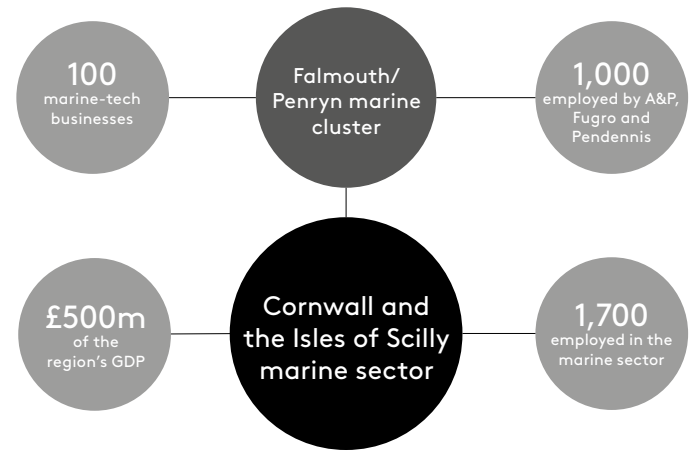 100
marine-tech
businesses
Falmouth/
Penryn marine
cluster
1,000
employed by A&P,
Fugro and
Pendennis
£500m
of the
region's GDP
Cornwall and
the Isles of Scilly
marine sector
1,700
employed in the
marine sector